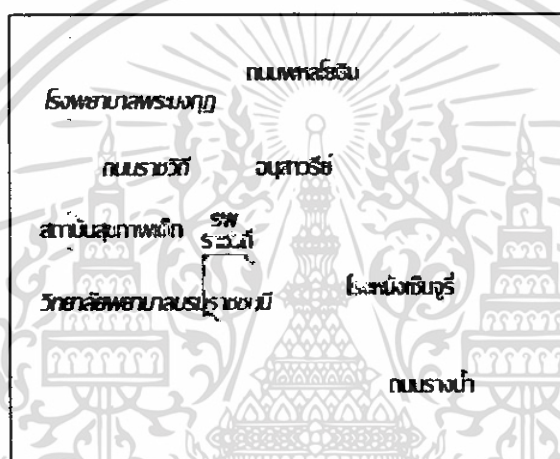 ถนนพหลโยธิน
โรงพยาบาลพระมงกุฎ
ถนนราชวิถี
อนุสาวรีย์
สถาบันสุขภาพเด็ก
รพ
ราชวิถี
วิทยาลัยพยาบาลบรมราชชนนี
โรงหนังเซ็นจูรี่
ถนนรางน้ำ